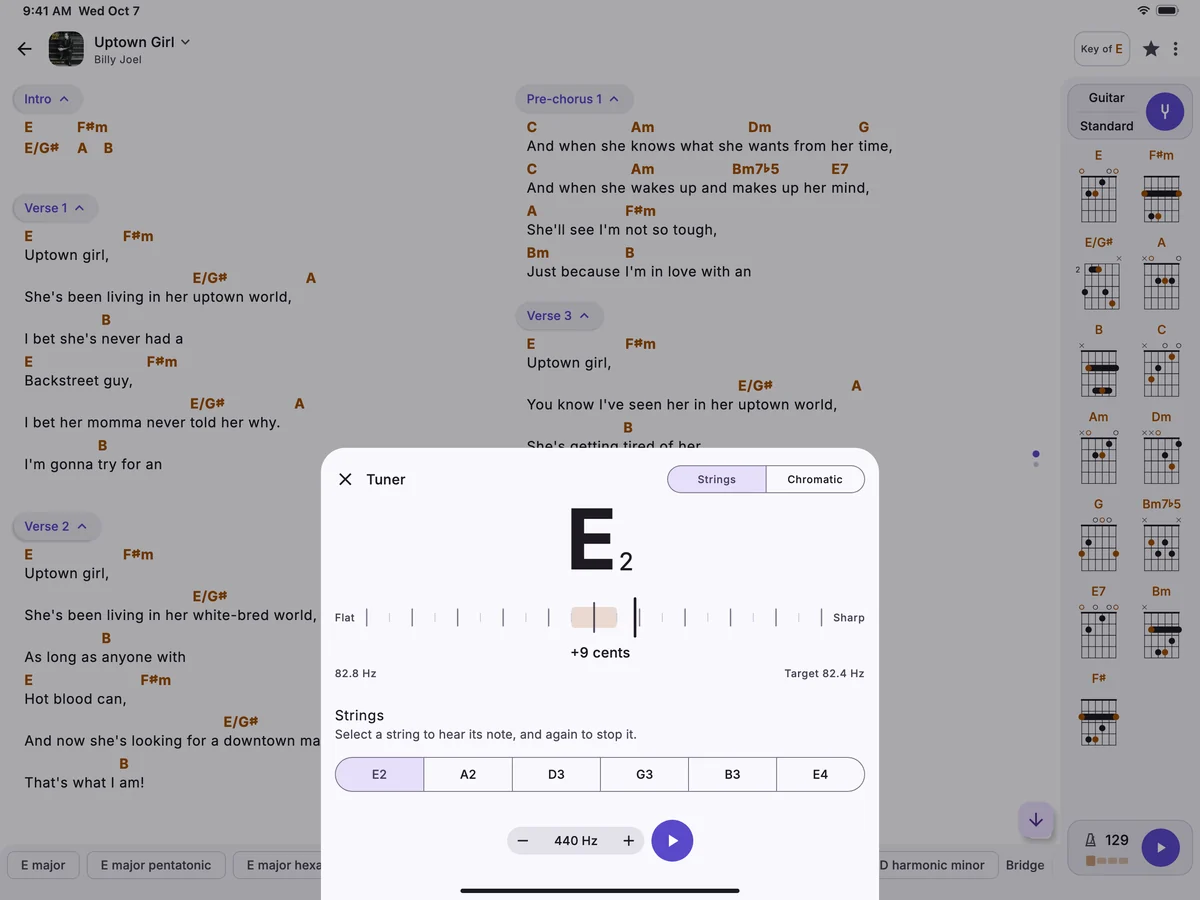 9:41 AM Wed Oct 7
Uptown Girl
Billy Joel
Key of E
Intro
E F#m
E/G# A B
Verse 1
E F#m
Uptown girl,
E/G# A
She's been living in her uptown world,
B
I bet she's never had a
E F#m
Backstreet guy,
E/G# A
I bet her momma never told her why.
B
I'm gonna try for an
Verse 2
E F#m
Uptown girl,
E/G#
She's been living in her white-bred world,
B
As long as anyone with
E F#m
Hot blood can,
E/G#
And now she's looking for a downtown ma
B
That's what I am!
Pre-chorus 1
C Am Dm G
And when she knows what she wants from her time,
C Am Bm7♭5 E7
And when she wakes up and makes up her mind,
A F#m
She'll see I'm not so tough,
Bm B
Just because I'm in love with an
Verse 3
E F#m
Uptown girl,
E/G# A
You know I've seen her in her uptown world,
B
She's getting tired of her
Guitar
Standard
E F#m
E/G# A
2
B C
Am Dm
G Bm7♭5
E7 Bm
F#
129
Tuner
Strings Chromatic
E2
Flat Sharp
+9 cents
82.8 Hz Target 82.4 Hz
Strings
Select a string to hear its note, and again to stop it.
E2 A2 D3 G3 B3 E4
− 440 Hz +
E major E major pentatonic E major hexa D harmonic minor Bridge